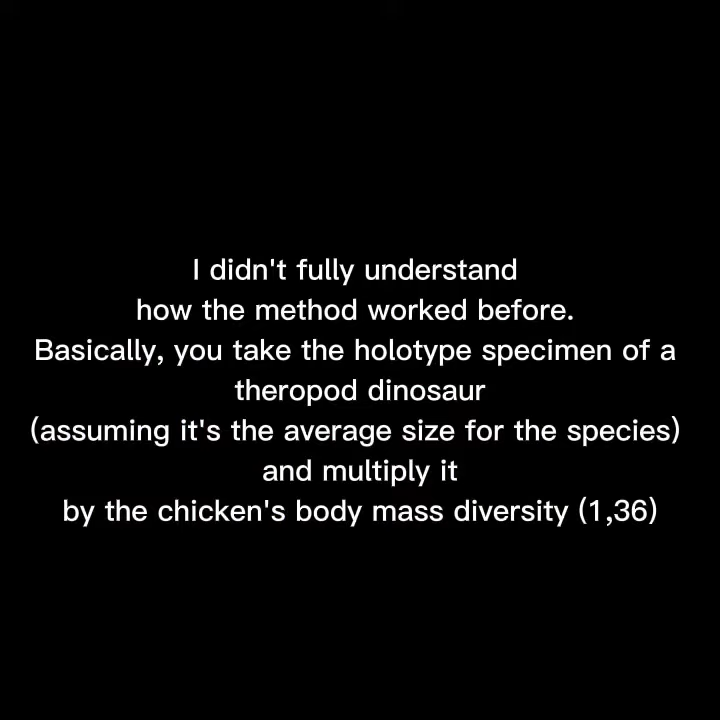 I didn't fully understand
how the method worked before.
Basically, you take the holotype specimen of a
theropod dinosaur
(assuming it's the average size for the species)
and multiply it
by the chicken's body mass diversity (1,36)